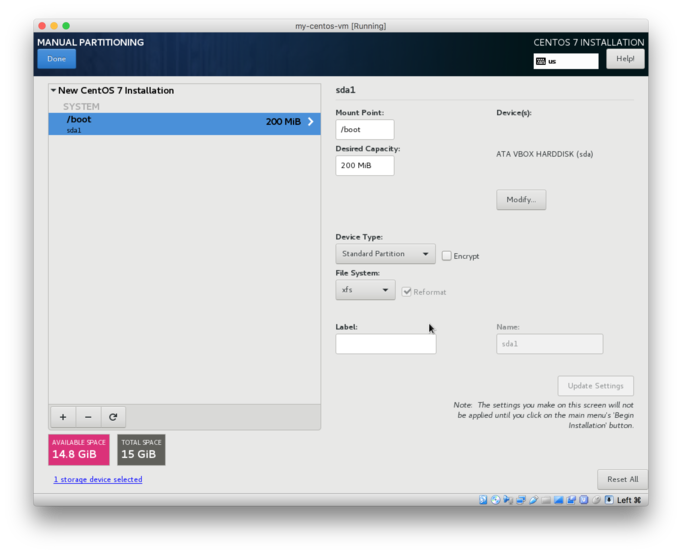 my-centos-vm [Running]
MANUAL PARTITIONING
CENTOS 7 INSTALLATION
Done
us
Help!
New CentOS 7 Installation
SYSTEM
/boot
200 MiB
sda1
sda1
Mount Point:
Device(s):
/boot
Desired Capacity:
ATA VBOX HARDDISK (sda)
200 MiB
Modify...
Device Type:
Standard Partition
Encrypt
File System:
xfs
Reformat
Label:
Name:
sda1
Update Settings
Note: The settings you make on this screen will not
be applied until you click on the main menu's 'Begin
Installation' button.
AVAILABLE SPACE
14.8 GiB
TOTAL SPACE
15 GiB
1 storage device selected
Reset All
Left ⌘